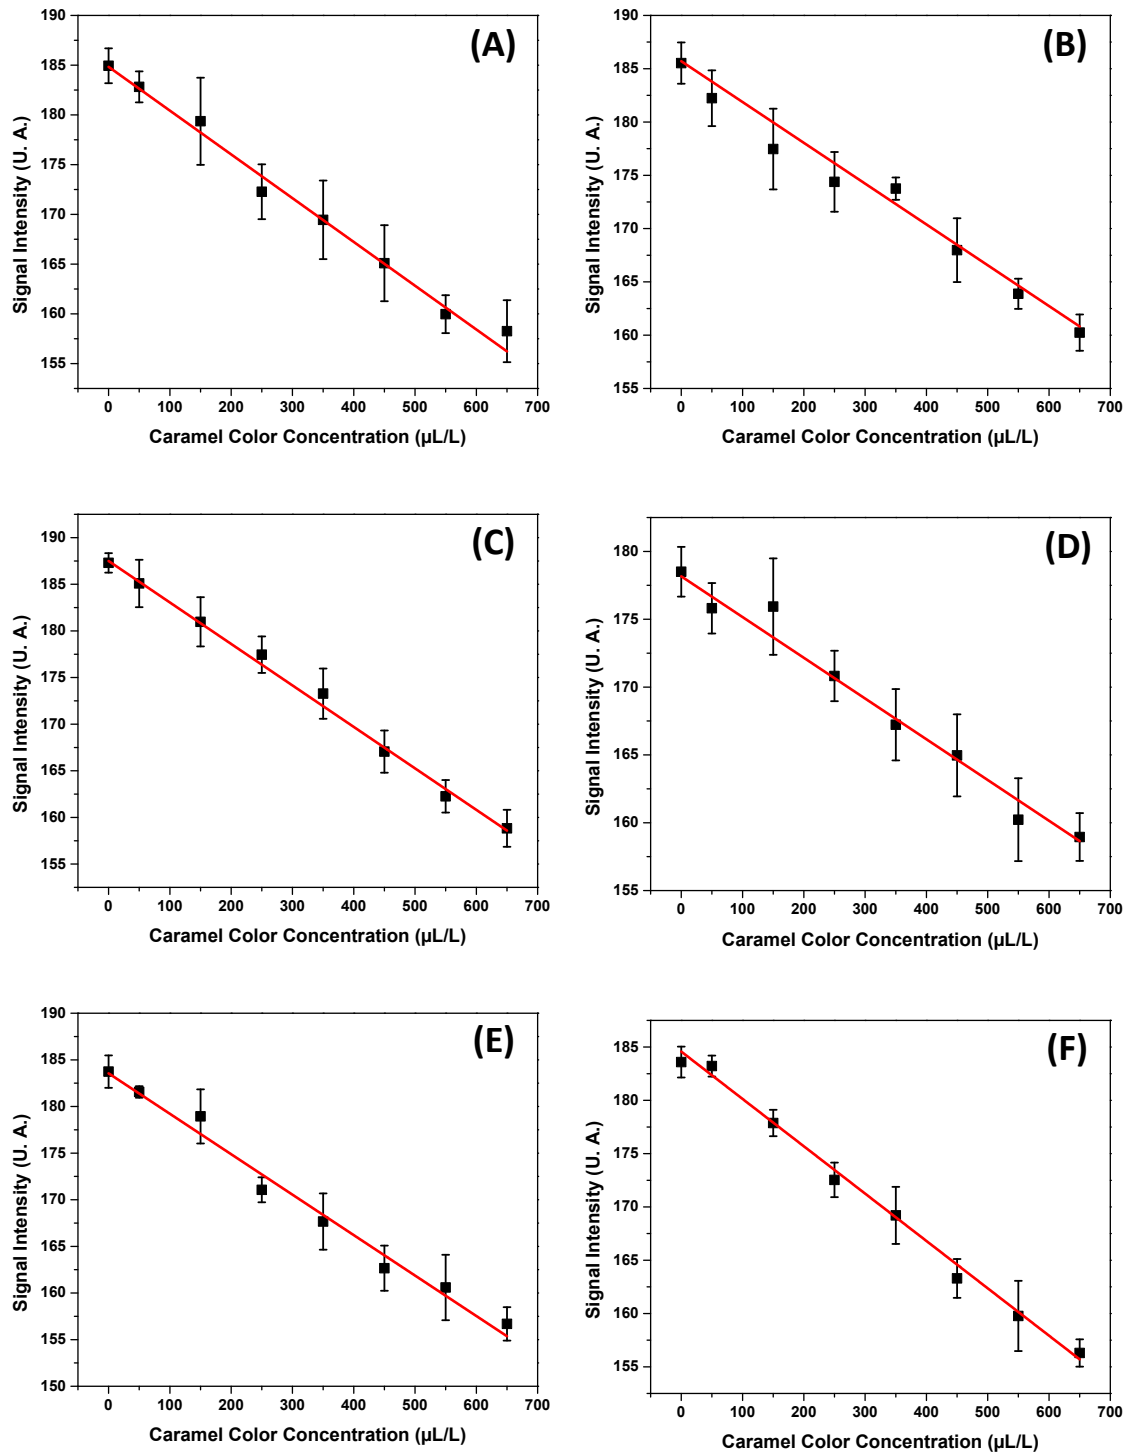 (A)
190
185
180
175
170
165
160
155
Signal Intensity (U. A.)
0 100 200 300 400 500 600 700
Caramel Color Concentration (µL/L)
(B)
190
185
180
175
170
165
160
155
Signal Intensity (U. A.)
0 100 200 300 400 500 600 700
Caramel Color Concentration (µL/L)
(C)
190
185
180
175
170
165
160
155
Signal Intensity (U. A.)
0 100 200 300 400 500 600 700
Caramel Color Concentration (µL/L)
(D)
180
175
170
165
160
155
Signal Intensity (U. A.)
0 100 200 300 400 500 600 700
Caramel Color Concentration (µL/L)
(E)
190
185
180
175
170
165
160
155
150
Signal Intensity (U. A.)
0 100 200 300 400 500 600 700
Caramel Color Concentration (µL/L)
(F)
185
180
175
170
165
160
155
Signal Intensity (U. A.)
0 100 200 300 400 500 600 700
Caramel Color Concentration (µL/L)